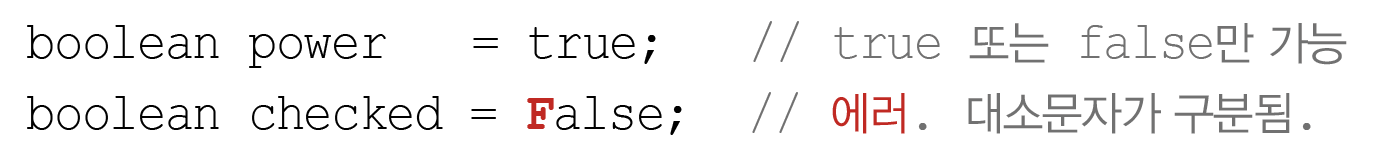 boolean power   = true;   // true 또는 false만 가능
boolean checked = False;  // 에러. 대소문자가 구분됨.